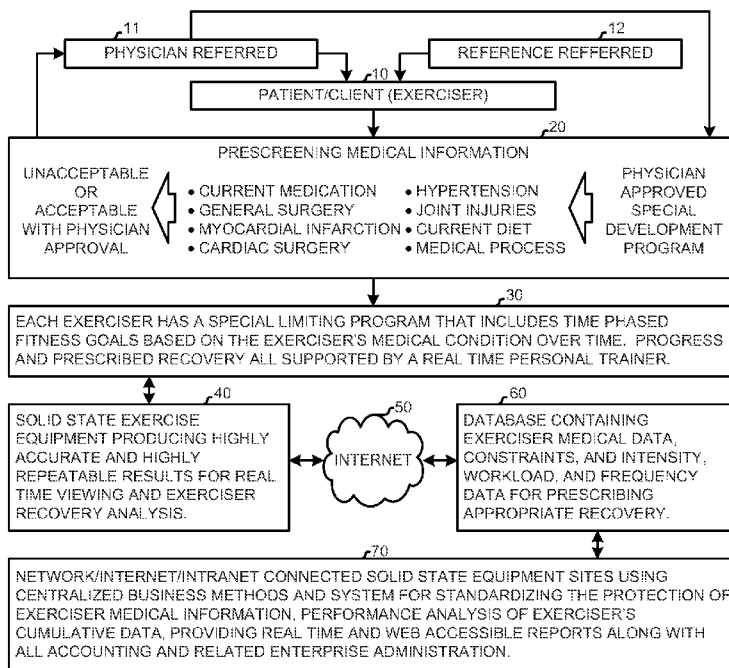 11
PHYSICIAN REFERRED
12
REFERENCE REFFERRED
10
PATIENT/CLIENT (EXERCISER)
20
PRESCREENING MEDICAL INFORMATION
UNACCEPTABLE
OR
ACCEPTABLE
WITH PHYSICIAN
APPROVAL
• CURRENT MEDICATION
• GENERAL SURGERY
• MYOCARDIAL INFARCTION
• CARDIAC SURGERY
• HYPERTENSION
• JOINT INJURIES
• CURRENT DIET
• MEDICAL PROCESS
PHYSICIAN
APPROVED
SPECIAL
DEVELOPMENT
PROGRAM
30
EACH EXERCISER HAS A SPECIAL LIMITING PROGRAM THAT INCLUDES TIME PHASED
FITNESS GOALS BASED ON THE EXERCISER'S MEDICAL CONDITION OVER TIME. PROGRESS
AND PRESCRIBED RECOVERY ALL SUPPORTED BY A REAL TIME PERSONAL TRAINER.
40
SOLID STATE EXERCISE
EQUIPMENT PRODUCING HIGHLY
ACCURATE AND HIGHLY
REPEATABLE RESULTS FOR REAL
TIME VIEWING AND EXERCISER
RECOVERY ANALYSIS.
50
INTERNET
60
DATABASE CONTAINING
EXERCISER MEDICAL DATA,
CONSTRAINTS, AND INTENSITY,
WORKLOAD, AND FREQUENCY
DATA FOR PRESCRIBING
APPROPRIATE RECOVERY.
70
NETWORK/INTERNET/INTRANET CONNECTED SOLID STATE EQUIPMENT SITES USING
CENTRALIZED BUSINESS METHODS AND SYSTEM FOR STANDARDIZING THE PROTECTION OF
EXERCISER MEDICAL INFORMATION, PERFORMANCE ANALYSIS OF EXERCISER'S
CUMULATIVE DATA, PROVIDING REAL TIME AND WEB ACCESSIBLE REPORTS ALONG WITH
ALL ACCOUNTING AND RELATED ENTERPRISE ADMINISTRATION.